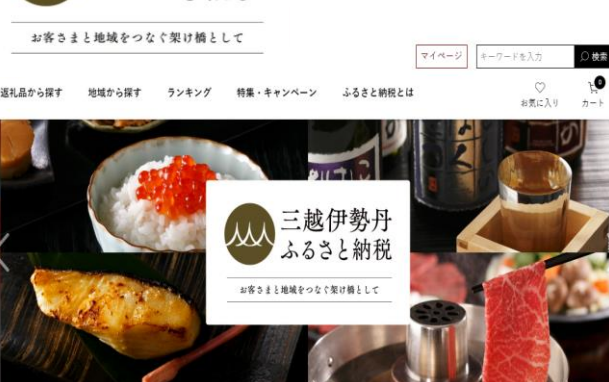 お客さまと地域をつなぐ架け橋として
マイページ
キーワードを入力
検索
返礼品から探す
地域から探す
ランキング
特集・キャンペーン
ふるさと納税とは
お気に入り
カート
0
三越伊勢丹
ふるさと納税
お客さまと地域をつなぐ架け橋として